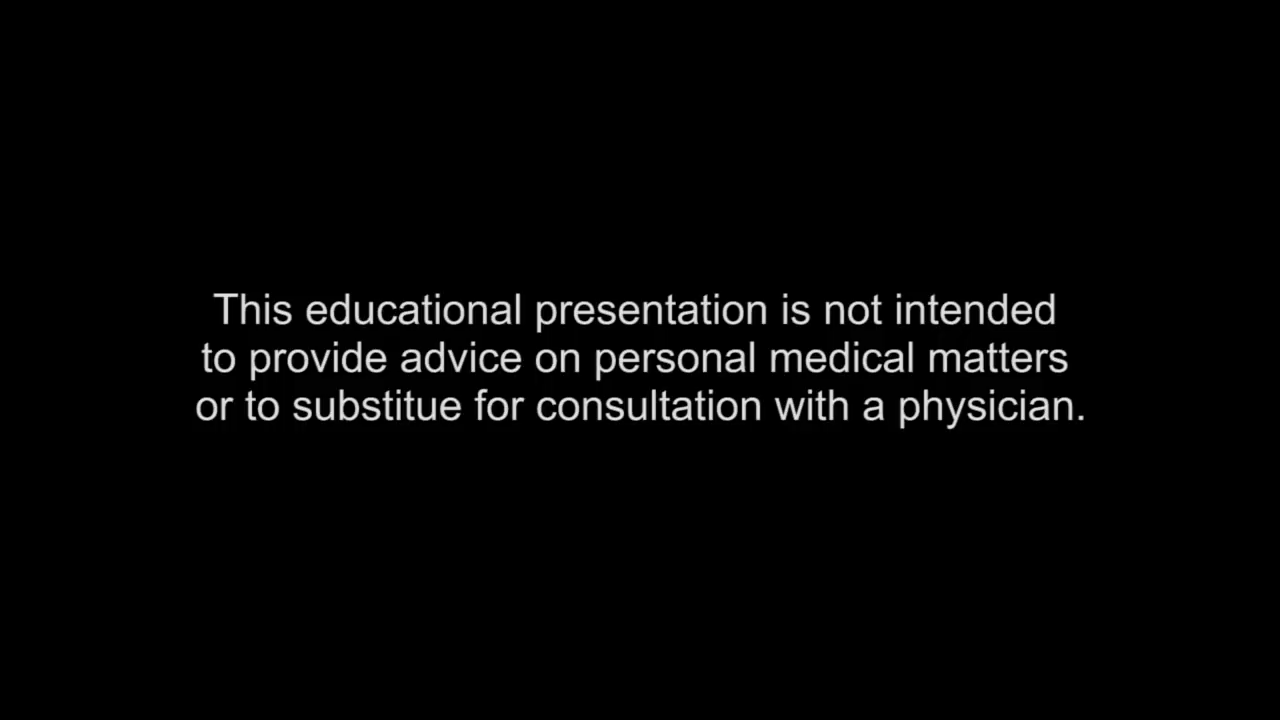 This educational presentation is not intended
to provide advice on personal medical matters
or to substitue for consultation with a physician.